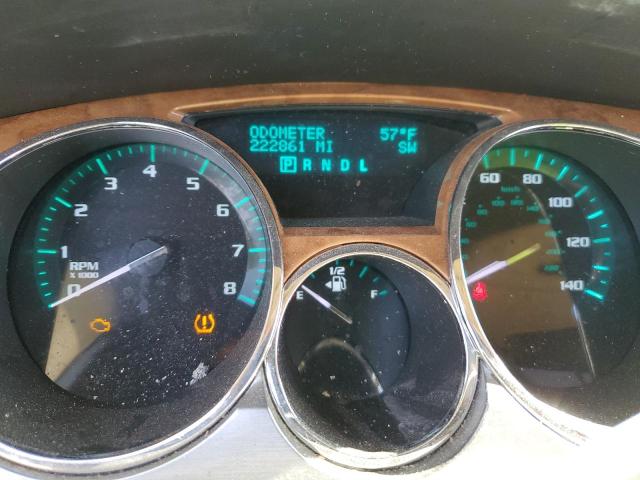 ODOMETER 57°F
222861 MI SW
P R N D L
0 1 2 3 4 5 6 7 8
RPM
X 1000
E 1/2 F
60 80 100 120 140
km/h